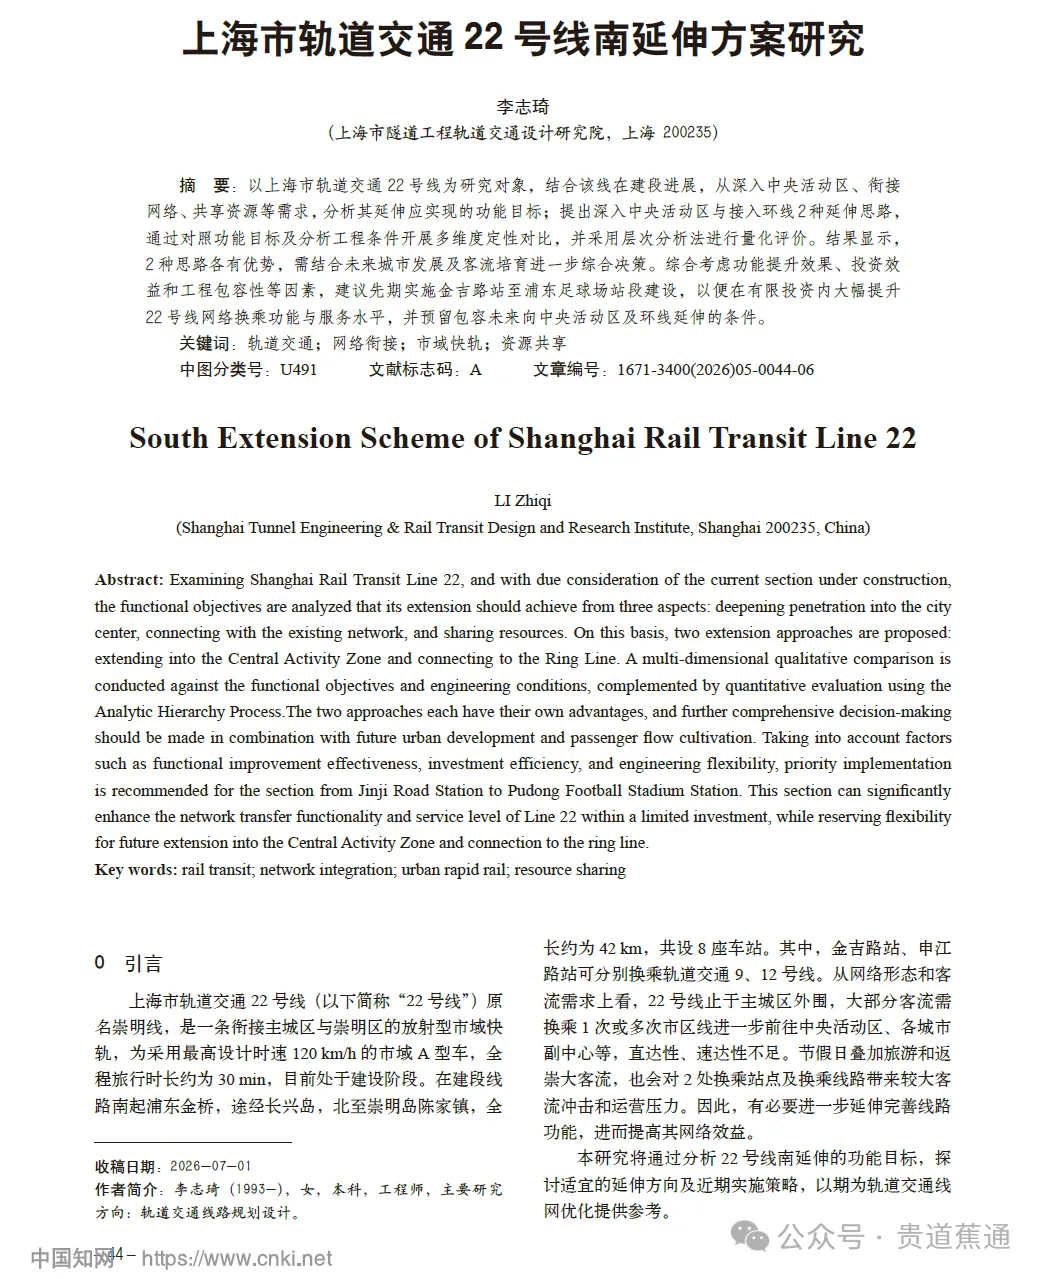 上海市轨道交通 22 号线南延伸方案研究
李志琦
（上海市隧道工程轨道交通设计研究院，上海 200235）
摘　要：以上海市轨道交通 22 号线为研究对象，结合该线在建段进展，从深入中央活动区、衔接
网络、共享资源等需求，分析其延伸应实现的功能目标；提出深入中央活动区与接入环线 2 种延伸思路，
通过对照功能目标及分析工程条件开展多维度定性对比，并采用层次分析法进行量化评价。结果显示，
2 种思路各有优势，需结合未来城市发展及客流培育进一步综合决策。综合考虑功能提升效果、投资效
益和工程包容性等因素，建议先期实施金吉路站至浦东足球场站段建设，以便在有限投资内大幅提升
22 号线网络换乘功能与服务水平，并预留包容未来向中央活动区及环线延伸的条件。
关键词：轨道交通；网络衔接；市域快轨；资源共享
中图分类号：U491　　文献标志码：A　　文章编号：1671-3400(2026)05-0044-06
South Extension Scheme of Shanghai Rail Transit Line 22
LI Zhiqi
(Shanghai Tunnel Engineering & Rail Transit Design and Research Institute, Shanghai 200235, China)
Abstract: Examining Shanghai Rail Transit Line 22, and with due consideration of the current section under construction,
the functional objectives are analyzed that its extension should achieve from three aspects: deepening penetration into the city
center, connecting with the existing network, and sharing resources. On this basis, two extension approaches are proposed:
extending into the Central Activity Zone and connecting to the Ring Line. A multi-dimensional qualitative comparison is
conducted against the functional objectives and engineering conditions, complemented by quantitative evaluation using the
Analytic Hierarchy Process.The two approaches each have their own advantages, and further comprehensive decision-making
should be made in combination with future urban development and passenger flow cultivation. Taking into account factors
such as functional improvement effectiveness, investment efficiency, and engineering flexibility, priority implementation
is recommended for the section from Jinji Road Station to Pudong Football Stadium Station. This section can significantly
enhance the network transfer functionality and service level of Line 22 within a limited investment, while reserving flexibility
for future extension into the Central Activity Zone and connection to the ring line.
Key words: rail transit; network integration; urban rapid rail; resource sharing
0　引言
上海市轨道交通 22 号线（以下简称“22 号线”）原
名崇明线，是一条衔接主城区与崇明区的放射型市域快
轨，为采用最高设计时速 120 km/h 的市域 A 型车，全
程旅行时长约为 30 min，目前处于建设阶段。在建段线
路南起浦东金桥，途经长兴岛，北至崇明岛陈家镇，全
收稿日期：2026-07-01
作者简介：李志琦（1993-），女，本科，工程师，主要研究
方向：轨道交通线路规划设计。
长约为 42 km，共设 8 座车站。其中，金吉路站、申江
路站可分别换乘轨道交通 9、12 号线。从网络形态和客
流需求上看，22 号线止于主城区外围，大部分客流需
换乘 1 次或多次市区线进一步前往中央活动区、各城市
副中心等，直达性、速达性不足。节假日叠加旅游和返
崇大客流，也会对 2 处换乘站点及换乘线路带来较大客
流冲击和运营压力。因此，有必要进一步延伸完善线路
功能，进而提高其网络效益。
本研究将通过分析 22 号线南延伸的功能目标，探
讨适宜的延伸方向及近期实施策略，以期为轨道交通线
网优化提供参考。
公众号 · 贵道蕉通
中国知网 https://www.cnki.net